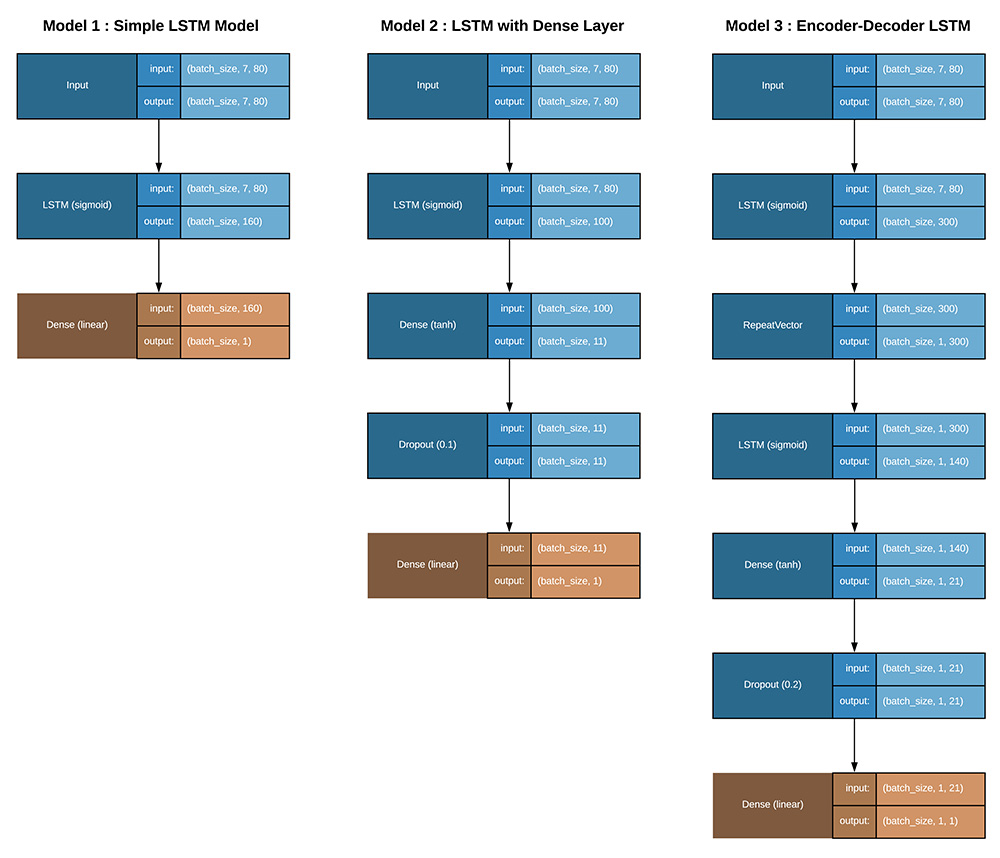 Model 1 : Simple LSTM Model
Input
input:
(batch_size, 7, 80)
output:
(batch_size, 7, 80)
LSTM (sigmoid)
input:
(batch_size, 7, 80)
output:
(batch_size, 160)
Dense (linear)
input:
(batch_size, 160)
output:
(batch_size, 1)
Model 2 : LSTM with Dense Layer
Input
input:
(batch_size, 7, 80)
output:
(batch_size, 7, 80)
LSTM (sigmoid)
input:
(batch_size, 7, 80)
output:
(batch_size, 100)
Dense (tanh)
input:
(batch_size, 100)
output:
(batch_size, 11)
Dropout (0.1)
input:
(batch_size, 11)
output:
(batch_size, 11)
Dense (linear)
input:
(batch_size, 11)
output:
(batch_size, 1)
Model 3 : Encoder-Decoder LSTM
Input
input:
(batch_size, 7, 80)
output:
(batch_size, 7, 80)
LSTM (sigmoid)
input:
(batch_size, 7, 80)
output:
(batch_size, 300)
RepeatVector
input:
(batch_size, 300)
output:
(batch_size, 1, 300)
LSTM (sigmoid)
input:
(batch_size, 1, 300)
output:
(batch_size, 1, 140)
Dense (tanh)
input:
(batch_size, 1, 140)
output:
(batch_size, 1, 21)
Dropout (0.2)
input:
(batch_size, 1, 21)
output:
(batch_size, 1, 21)
Dense (linear)
input:
(batch_size, 1, 21)
output:
(batch_size, 1, 1)